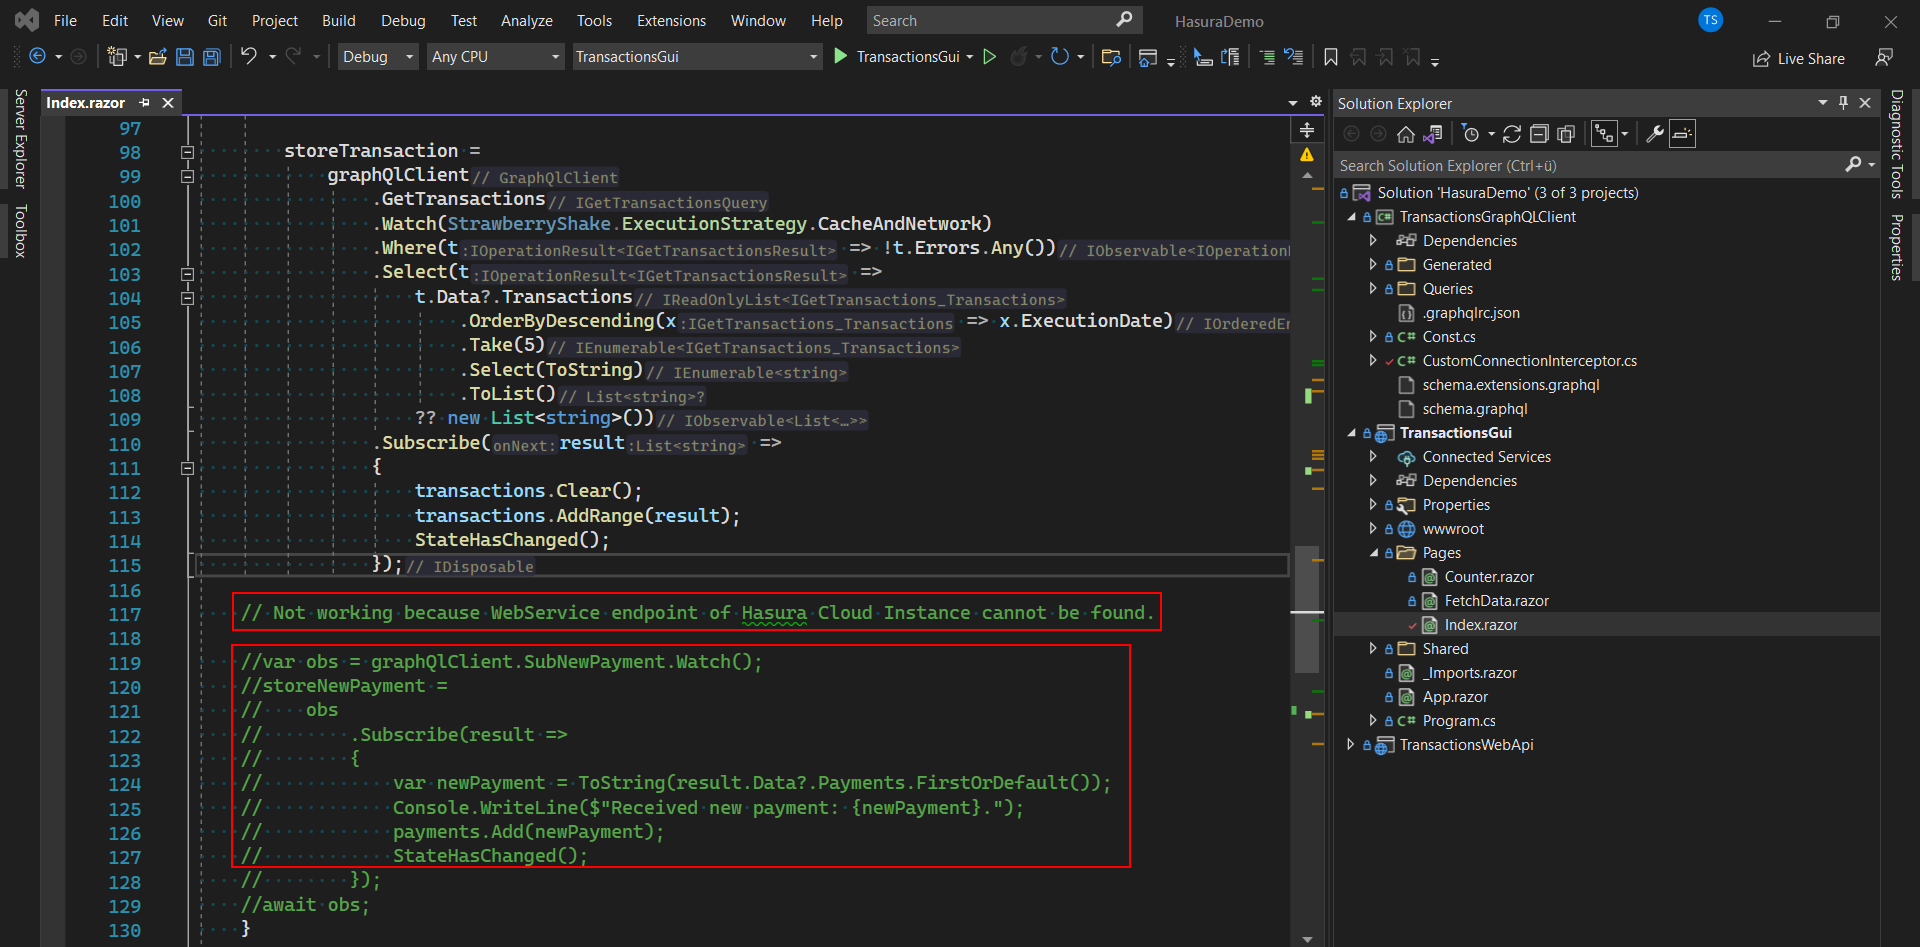 File Edit View Git Project Build Debug Test Analyze Tools Extensions Window Help Search HasuraDemo TS
Debug Any CPU TransactionsGui TransactionsGui Live Share
Server Explorer
Toolbox
Index.razor
97
98 storeTransaction =
99 graphQlClient // GraphQlClient
100 .GetTransactions // IGetTransactionsQuery
101 .Watch(StrawberryShake.ExecutionStrategy.CacheAndNetwork)
102 .Where(t :IOperationResult<IGetTransactionsResult> => !t.Errors.Any()) // IObservable<IOperation
103 .Select(t :IOperationResult<IGetTransactionsResult> =>
104 t.Data?.Transactions // IReadOnlyList<IGetTransactions_Transactions>
105 .OrderByDescending(x :IGetTransactions_Transactions => x.ExecutionDate) // IOrderedEn
106 .Take(5) // IEnumerable<IGetTransactions_Transactions>
107 .Select(ToString) // IEnumerable<string>
108 .ToList() // List<string>?
109 ?? new List<string>()) // IObservable<List<…>>
110 .Subscribe( onNext: result :List<string> =>
111 {
112 transactions.Clear();
113 transactions.AddRange(result);
114 StateHasChanged();
115 }); // IDisposable
116
117 // Not working because WebService endpoint of Hasura Cloud Instance cannot be found.
118
119 //var obs = graphQlClient.SubNewPayment.Watch();
120 //storeNewPayment =
121 // obs
122 // .Subscribe(result =>
123 // {
124 // var newPayment = ToString(result.Data?.Payments.FirstOrDefault());
125 // Console.WriteLine($"Received new payment: {newPayment}.");
126 // payments.Add(newPayment);
127 // StateHasChanged();
128 // });
129 //await obs;
130 }
Solution Explorer
Search Solution Explorer (Ctrl+ü)
Solution 'HasuraDemo' (3 of 3 projects)
C# TransactionsGraphQLClient
Dependencies
Generated
Queries
.graphqlrc.json
C# Const.cs
C# CustomConnectionInterceptor.cs
schema.extensions.graphql
schema.graphql
TransactionsGui
Connected Services
Dependencies
Properties
wwwroot
Pages
Counter.razor
FetchData.razor
Index.razor
Shared
_Imports.razor
App.razor
C# Program.cs
TransactionsWebApi
Diagnostic Tools
Properties